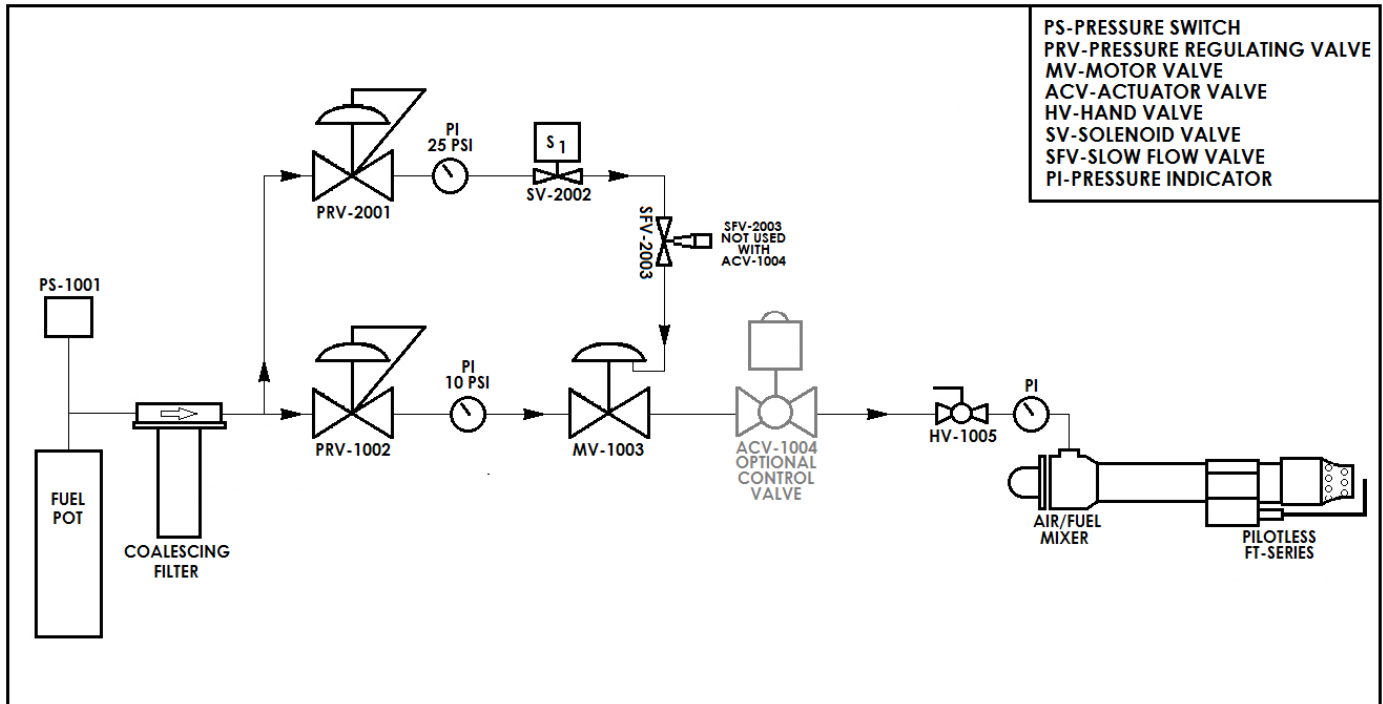 PS-PRESSURE SWITCH
PRV-PRESSURE REGULATING VALVE
MV-MOTOR VALVE
ACV-ACTUATOR VALVE
HV-HAND VALVE
SV-SOLENOID VALVE
SFV-SLOW FLOW VALVE
PI-PRESSURE INDICATOR
PI
25 PSI
S1
PRV-2001
SV-2002
SFV-2003
SFV-2003
NOT USED
WITH
ACV-1004
PS-1001
PI
10 PSI
PI
PRV-1002
MV-1003
ACV-1004
OPTIONAL
CONTROL
VALVE
HV-1005
FUEL
POT
COALESCING
FILTER
AIR/FUEL
MIXER
PILOTLESS
FT-SERIES